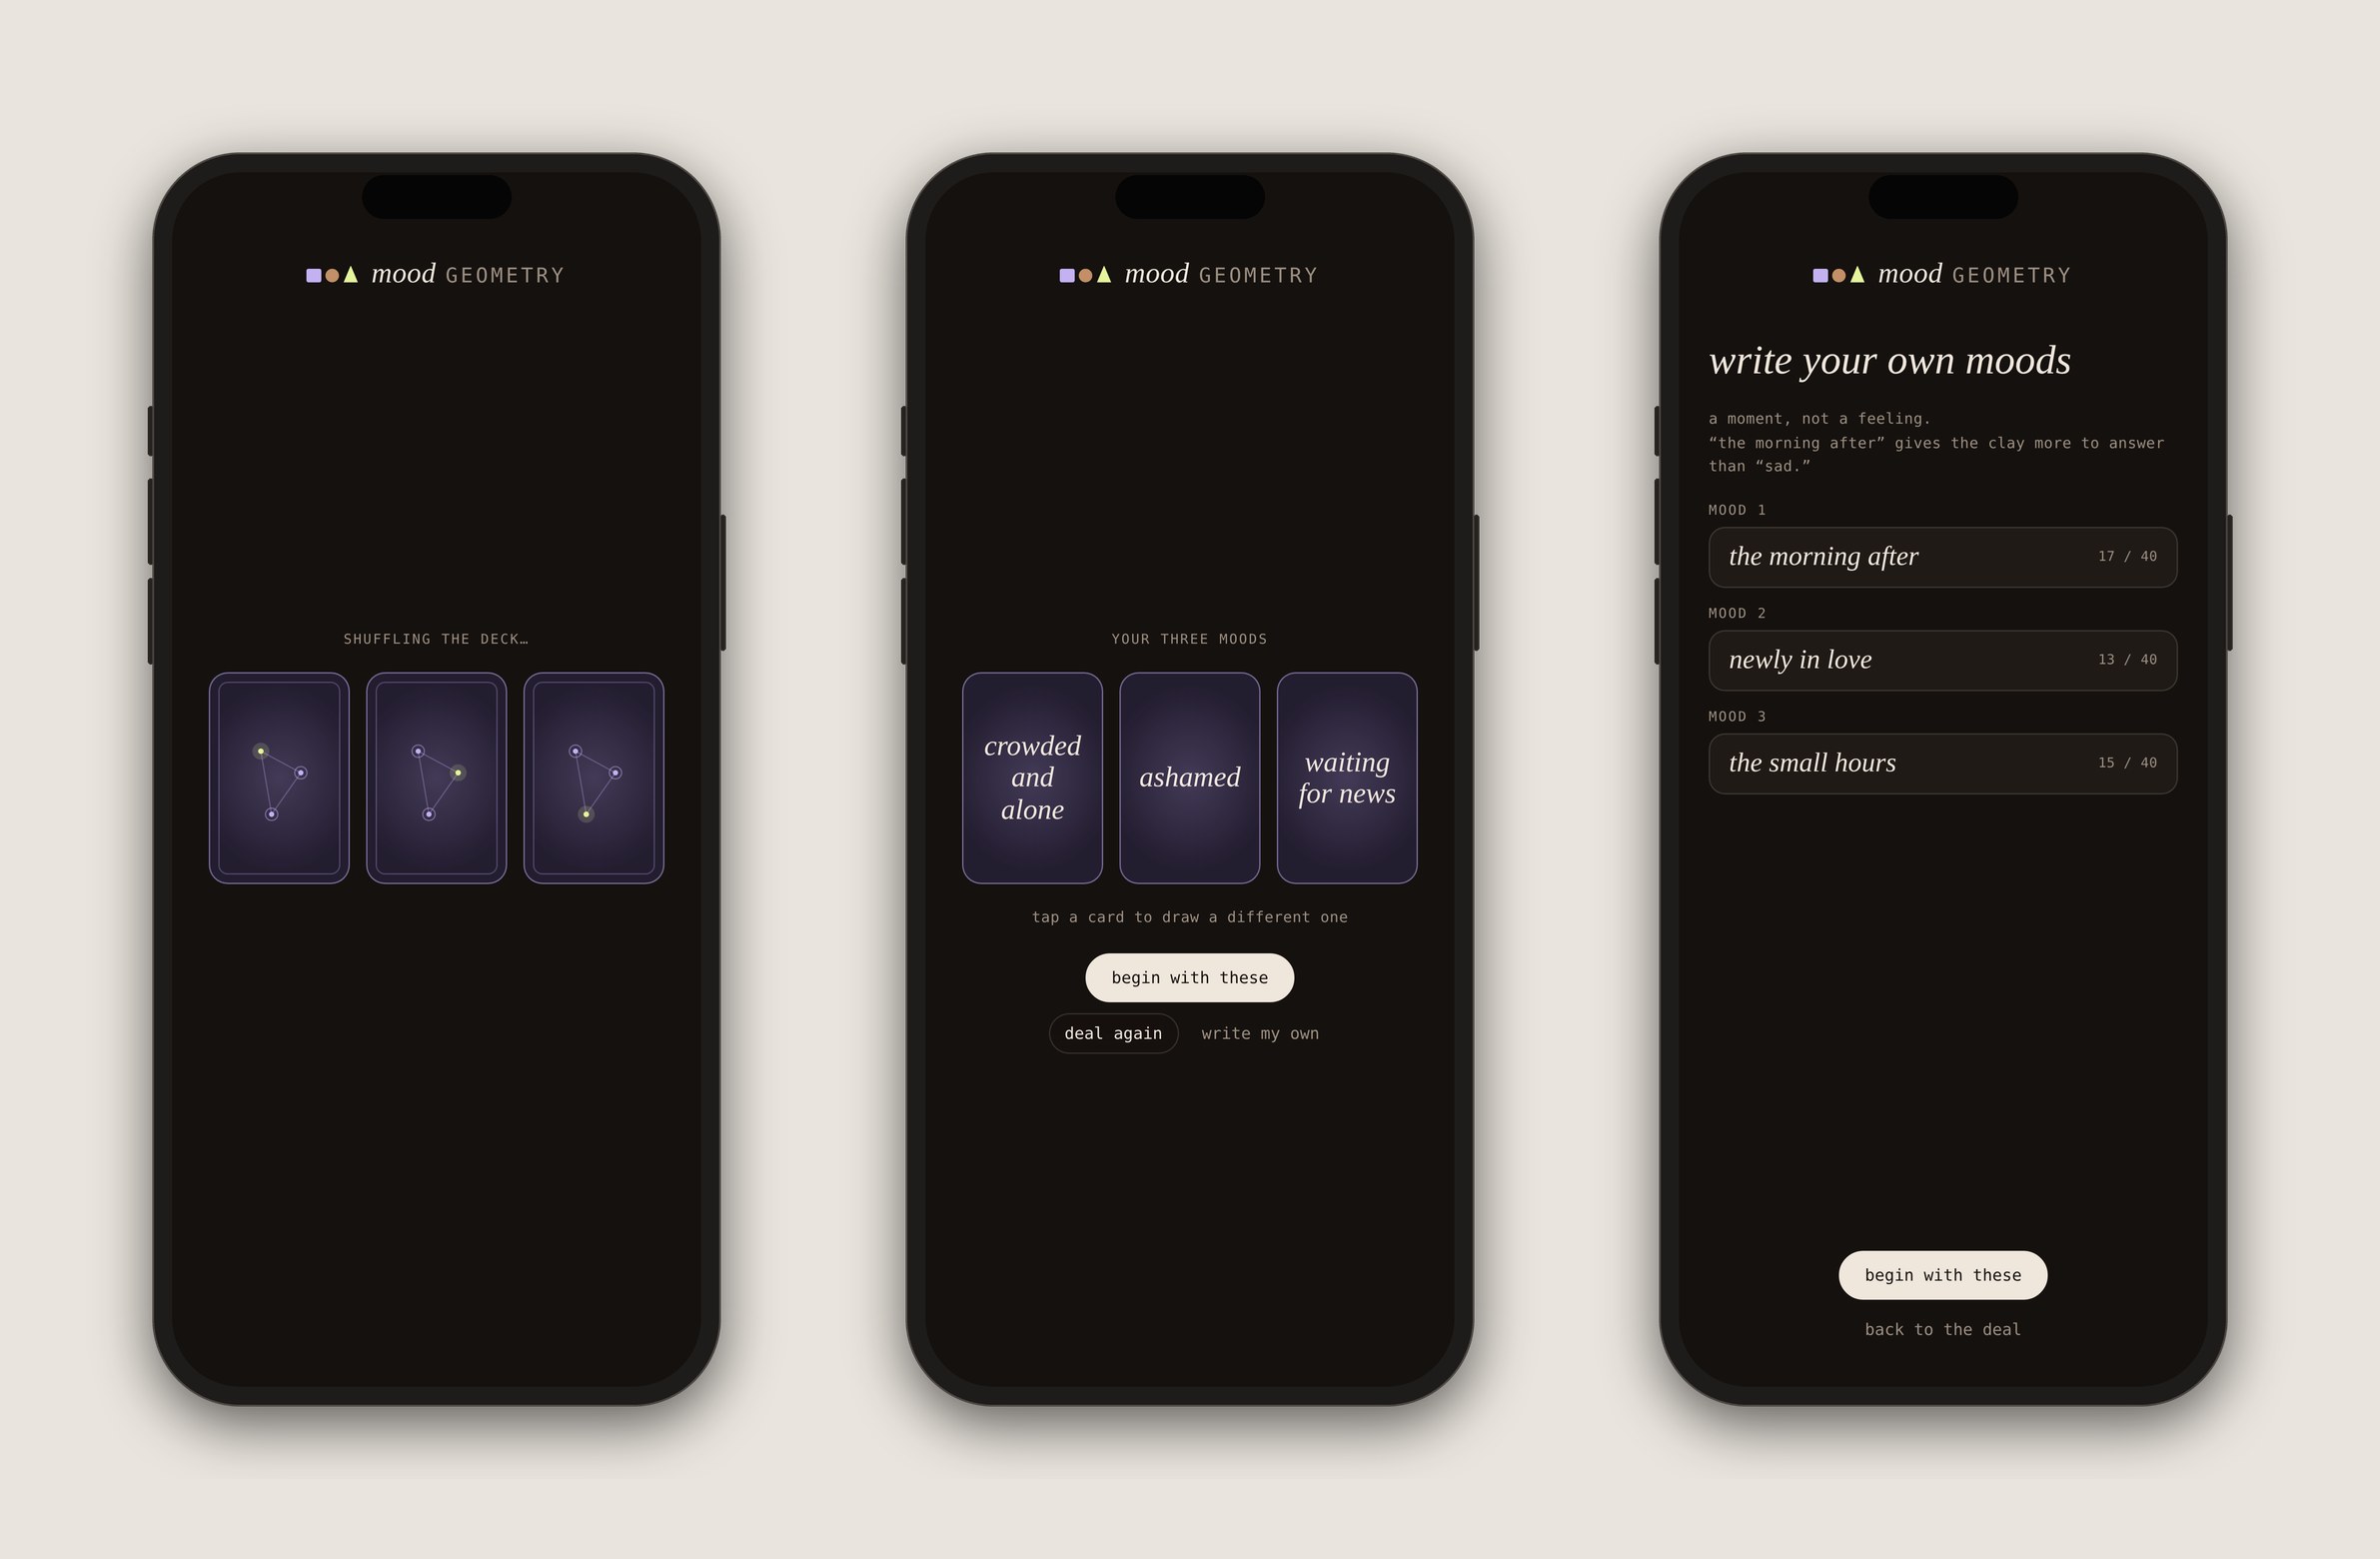 mood GEOMETRY
SHUFFLING THE DECK…
mood GEOMETRY
YOUR THREE MOODS
crowded
and
alone
ashamed
waiting
for news
tap a card to draw a different one
begin with these
deal again
write my own
mood GEOMETRY
write your own moods
a moment, not a feeling.
“the morning after” gives the clay more to answer
than “sad.”
MOOD 1
the morning after 17 / 40
MOOD 2
newly in love 13 / 40
MOOD 3
the small hours 15 / 40
begin with these
back to the deal